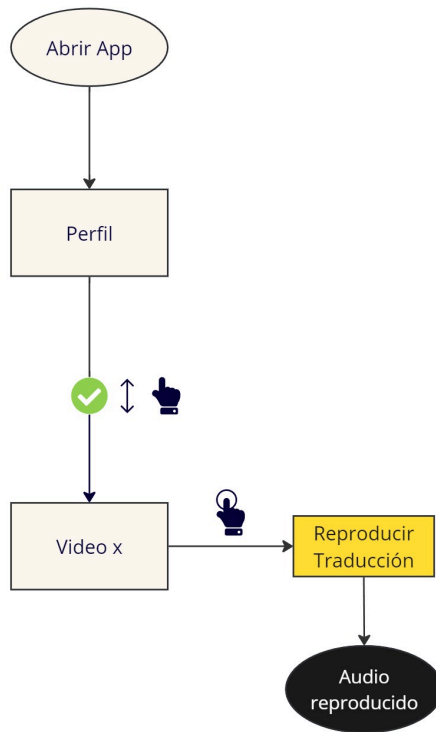 Abrir App
Perfil
Video x
Reproducir
Traducción
Audio
reproducido